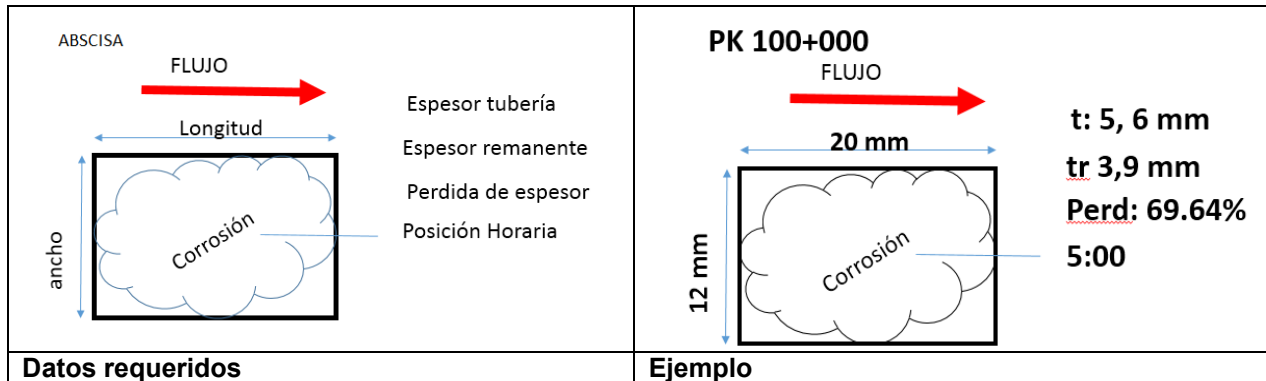 ABSCISA
FLUJO
Longitud
ancho
Corrosión
Espesor tubería
Espesor remanente
Perdida de espesor
Posición Horaria
PK 100+000
FLUJO
20 mm
12 mm
Corrosión
t: 5, 6 mm
tr 3,9 mm
Perd: 69.64%
5:00
Datos requeridos
Ejemplo